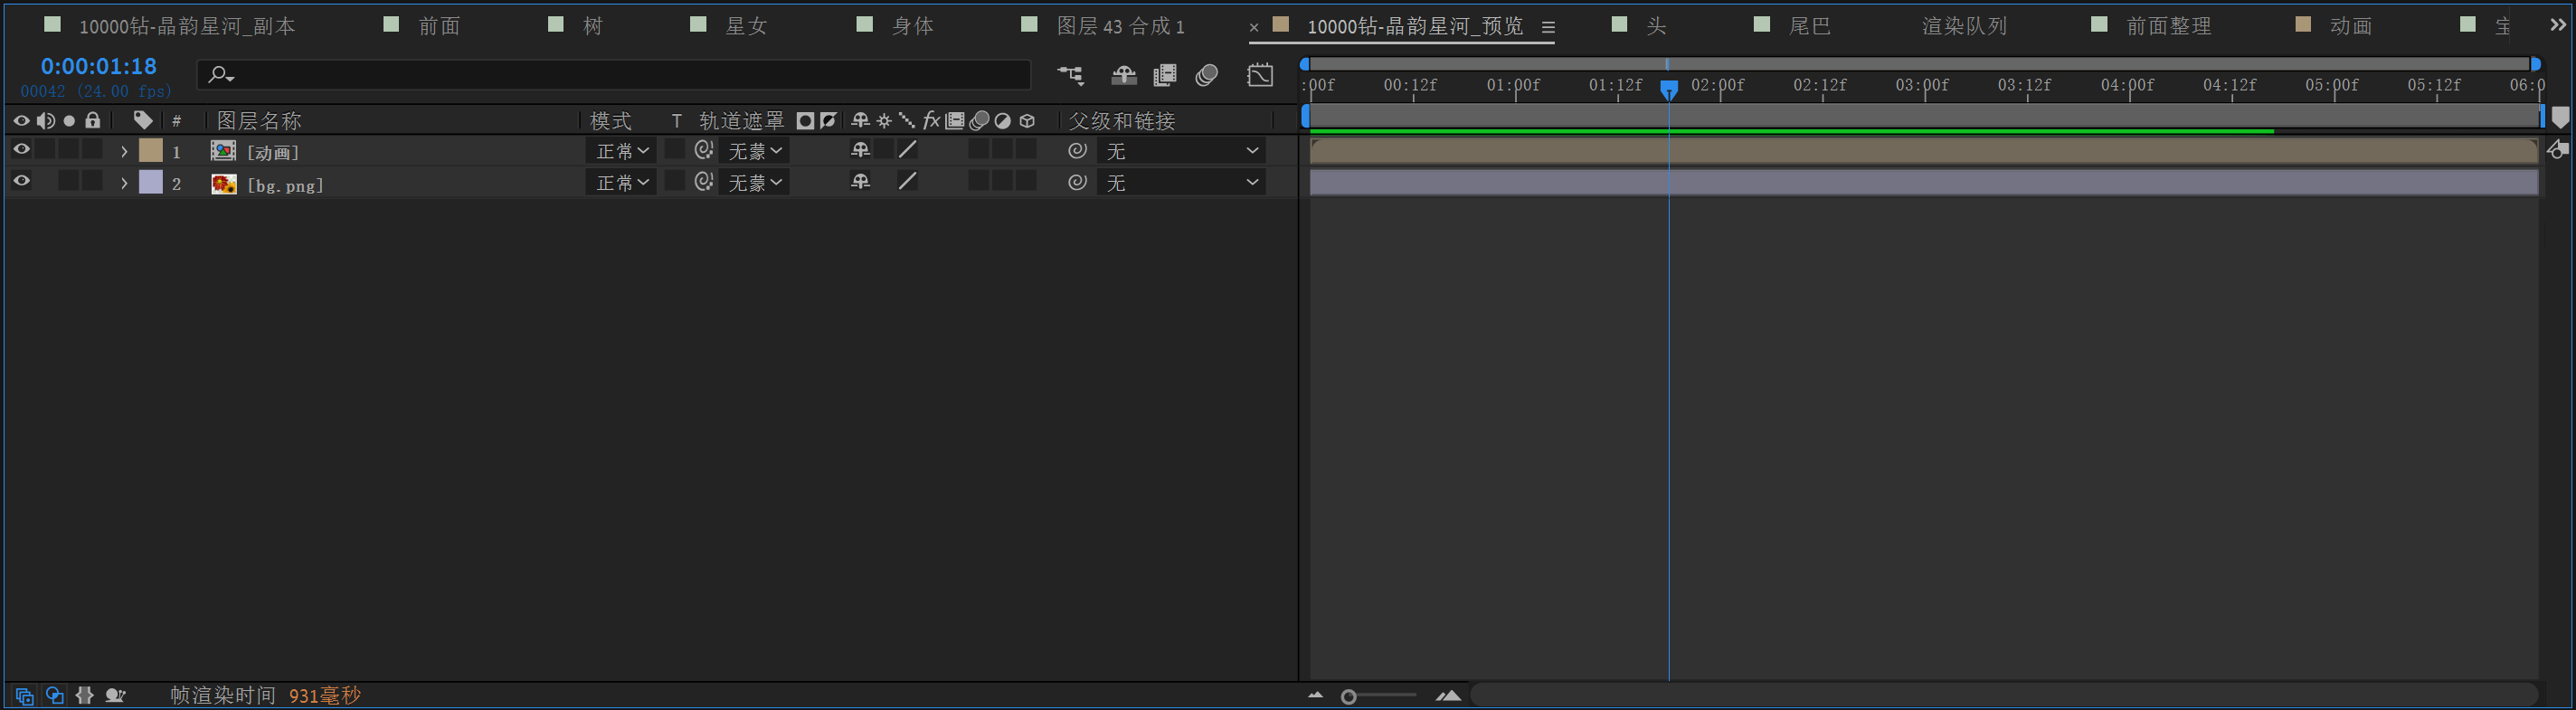 10000钻-晶韵星河_副本 前面 树 星女 身体 图层 43 合成 1 × 10000钻-晶韵星河_预览 头 尾巴 渲染队列 前面整理 动画
0:00:01:18
00042 (24.00 fps)
:00f 00:12f 01:00f 01:12f 02:00f 02:12f 03:00f 03:12f 04:00f 04:12f 05:00f 05:12f 06:0
# 图层名称 模式 T 轨道遮罩 fx 父级和链接
1 [动画] 正常 无蒙 无
2 [bg.png] 正常 无蒙 无
帧渲染时间 931毫秒